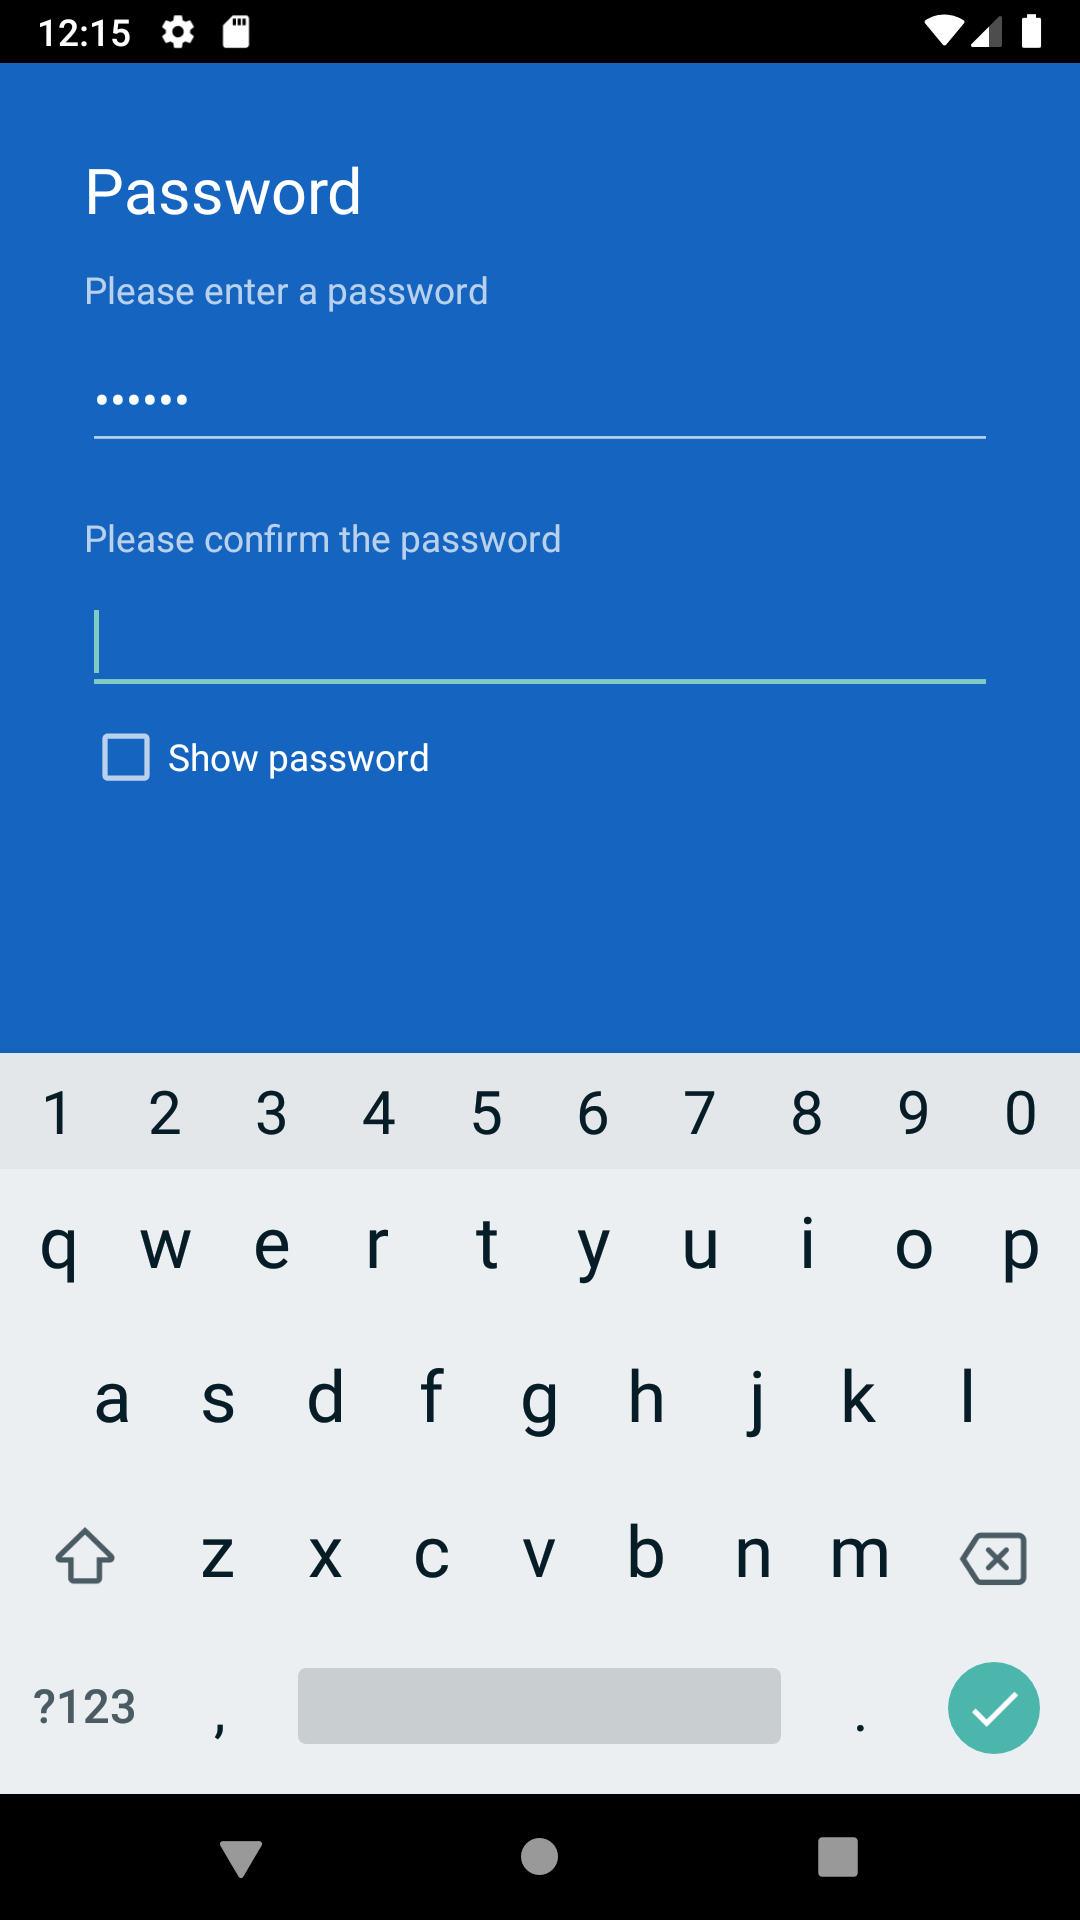 12:15
Password
Please enter a password
••••••
Please confirm the password
Show password
1 2 3 4 5 6 7 8 9 0
q w e r t y u i o p
a s d f g h j k l
z x c v b n m
?123 , .